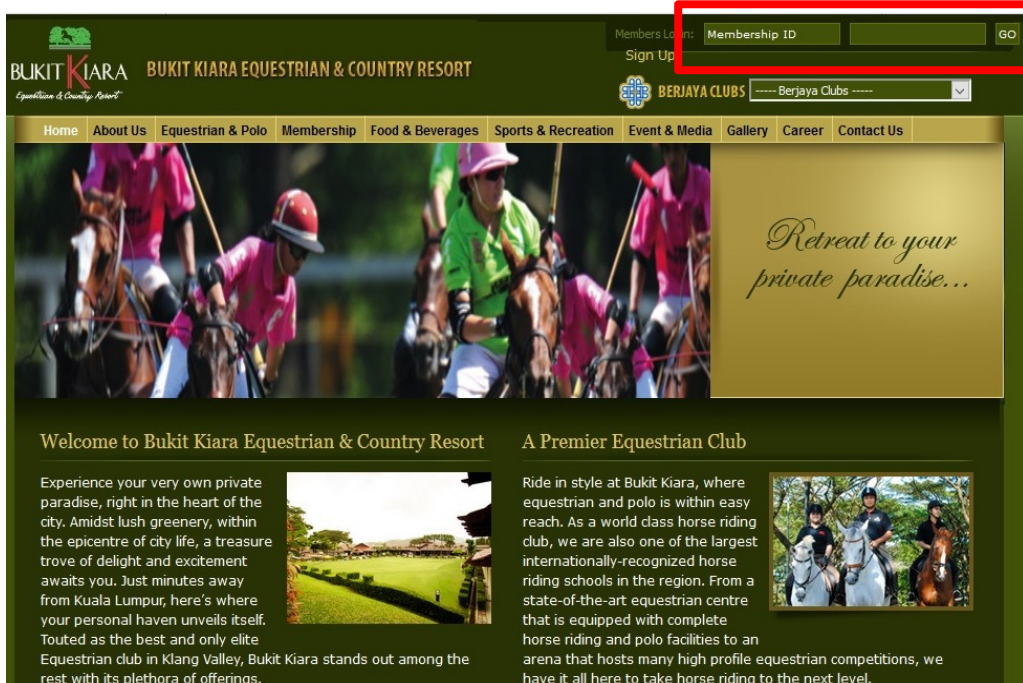 Members Login: Membership ID GO
Sign Up
BUKIT KIARA
Equestrian & Country Resort
BUKIT KIARA EQUESTRIAN & COUNTRY RESORT
BERJAYA CLUBS ----- Berjaya Clubs -----
Home About Us Equestrian & Polo Membership Food & Beverages Sports & Recreation Event & Media Gallery Career Contact Us
Retreat to your
private paradise...
Welcome to Bukit Kiara Equestrian & Country Resort
Experience your very own private
paradise, right in the heart of the
city. Amidst lush greenery, within
the epicentre of city life, a treasure
trove of delight and excitement
awaits you. Just minutes away
from Kuala Lumpur, here's where
your personal haven unveils itself.
Touted as the best and only elite
Equestrian club in Klang Valley, Bukit Kiara stands out among the
rest with its plethora of offerings.
A Premier Equestrian Club
Ride in style at Bukit Kiara, where
equestrian and polo is within easy
reach. As a world class horse riding
club, we are also one of the largest
internationally-recognized horse
riding schools in the region. From a
state-of-the-art equestrian centre
that is equipped with complete
horse riding and polo facilities to an
arena that hosts many high profile equestrian competitions, we
have it all here to take horse riding to the next level.